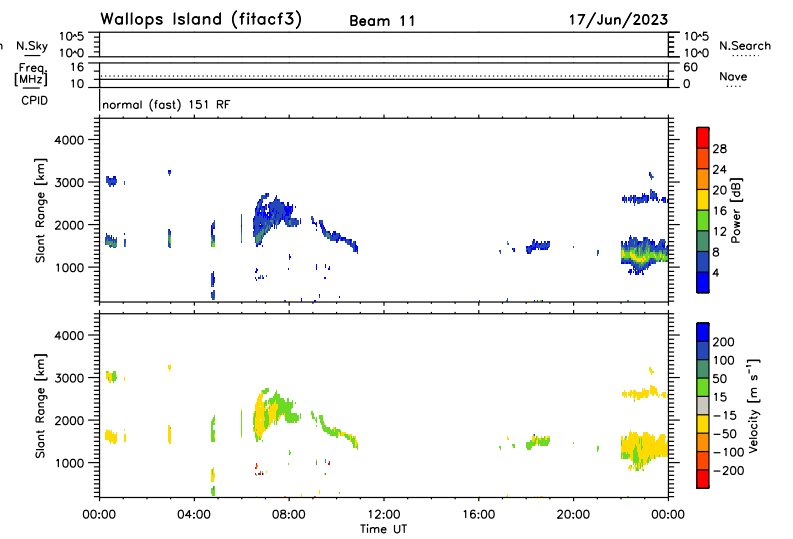 Wallops Island (fitacf3) Beam 11 17/Jun/2023
N.Sky 10^5 10^5 N.Search
10^0 10^0
Freq. 16 60
[MHz] 10 0 Nave
CPID normal (fast) 151 RF
Slant Range [km]
4000
3000
2000
1000
28
24
20
16
12
8
4
Power [dB]
Slant Range [km]
4000
3000
2000
1000
200
100
50
15
-15
-50
-100
-200
Velocity [m s⁻¹]
00:00 04:00 08:00 12:00 16:00 20:00 00:00
Time UT